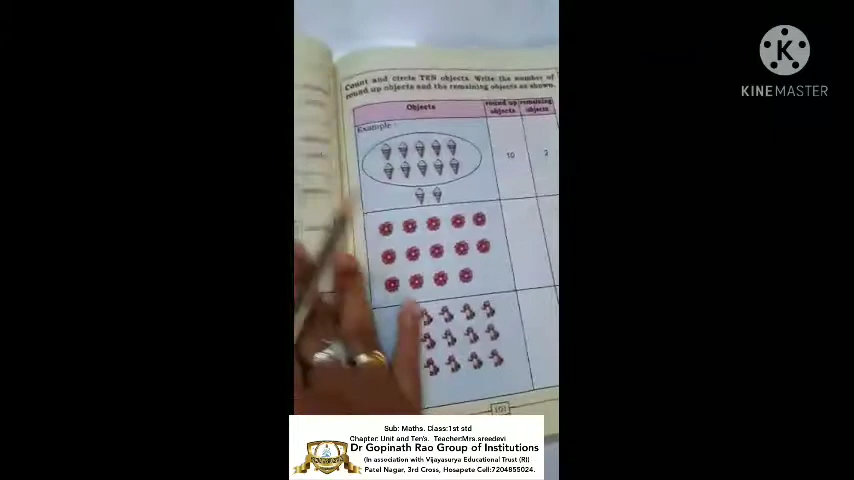 K
KINEMASTER
Count and circle TEN objects. Write the number of
round up objects and the remaining objects as shown.
Objects
round up remaining
objects objects
Example :
10 2
101
Sub: Maths. Class:1st std
Chapter: Unit and Ten's. Teacher:Mrs.sreedevi
Dr Gopinath Rao Group of Institutions
(In association with Vijayasurya Educational Trust (R))
Patel Nagar, 3rd Cross, Hosapete Cell:7204855024.